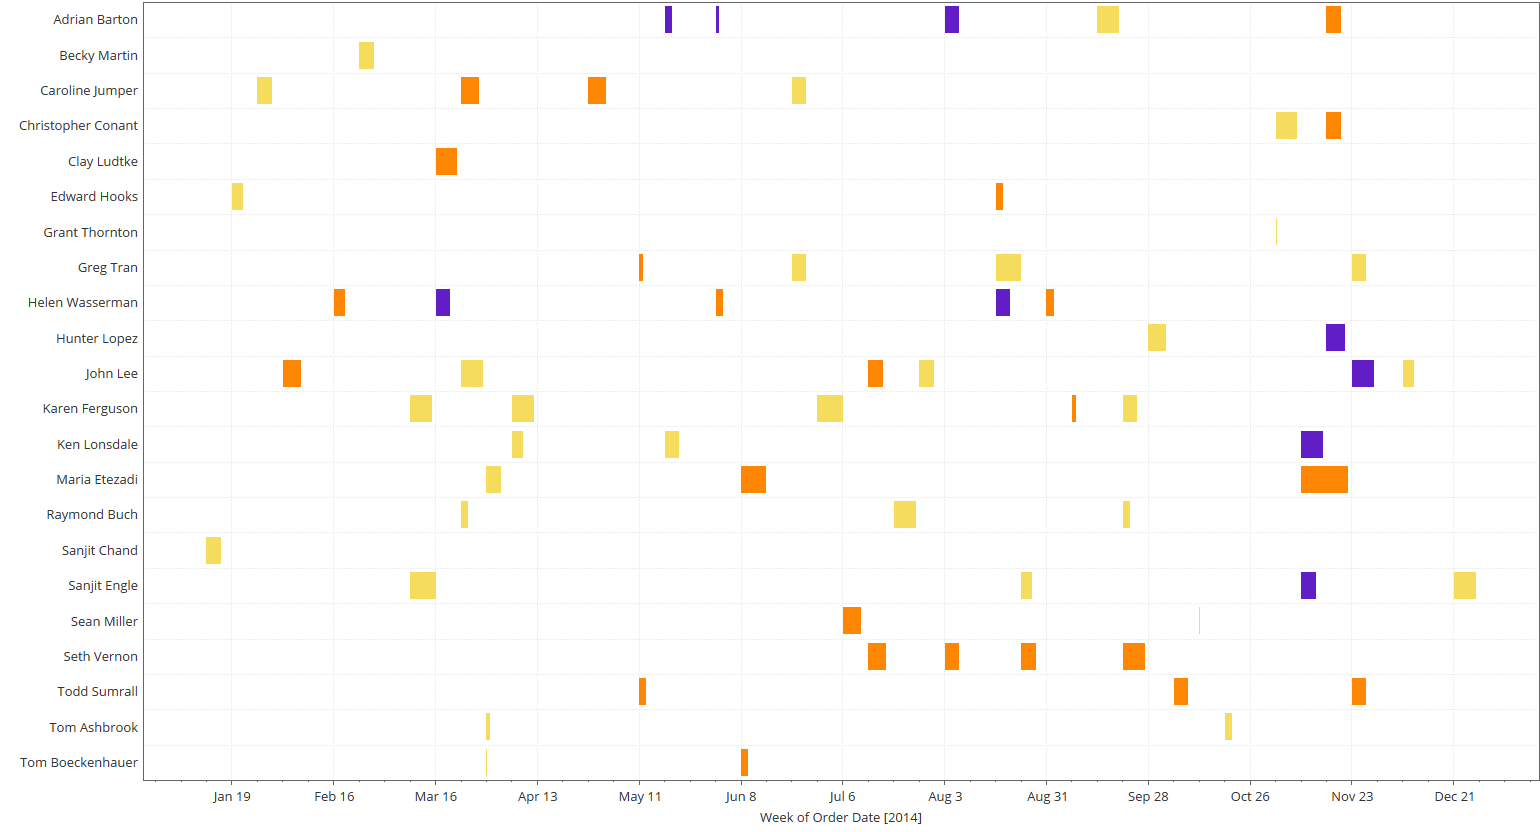 Adrian Barton
Becky Martin
Caroline Jumper
Christopher Conant
Clay Ludtke
Edward Hooks
Grant Thornton
Greg Tran
Helen Wasserman
Hunter Lopez
John Lee
Karen Ferguson
Ken Lonsdale
Maria Etezadi
Raymond Buch
Sanjit Chand
Sanjit Engle
Sean Miller
Seth Vernon
Todd Sumrall
Tom Ashbrook
Tom Boeckenhauer
Jan 19 Feb 16 Mar 16 Apr 13 May 11 Jun 8 Jul 6 Aug 3 Aug 31 Sep 28 Oct 26 Nov 23 Dec 21
Week of Order Date [2014]